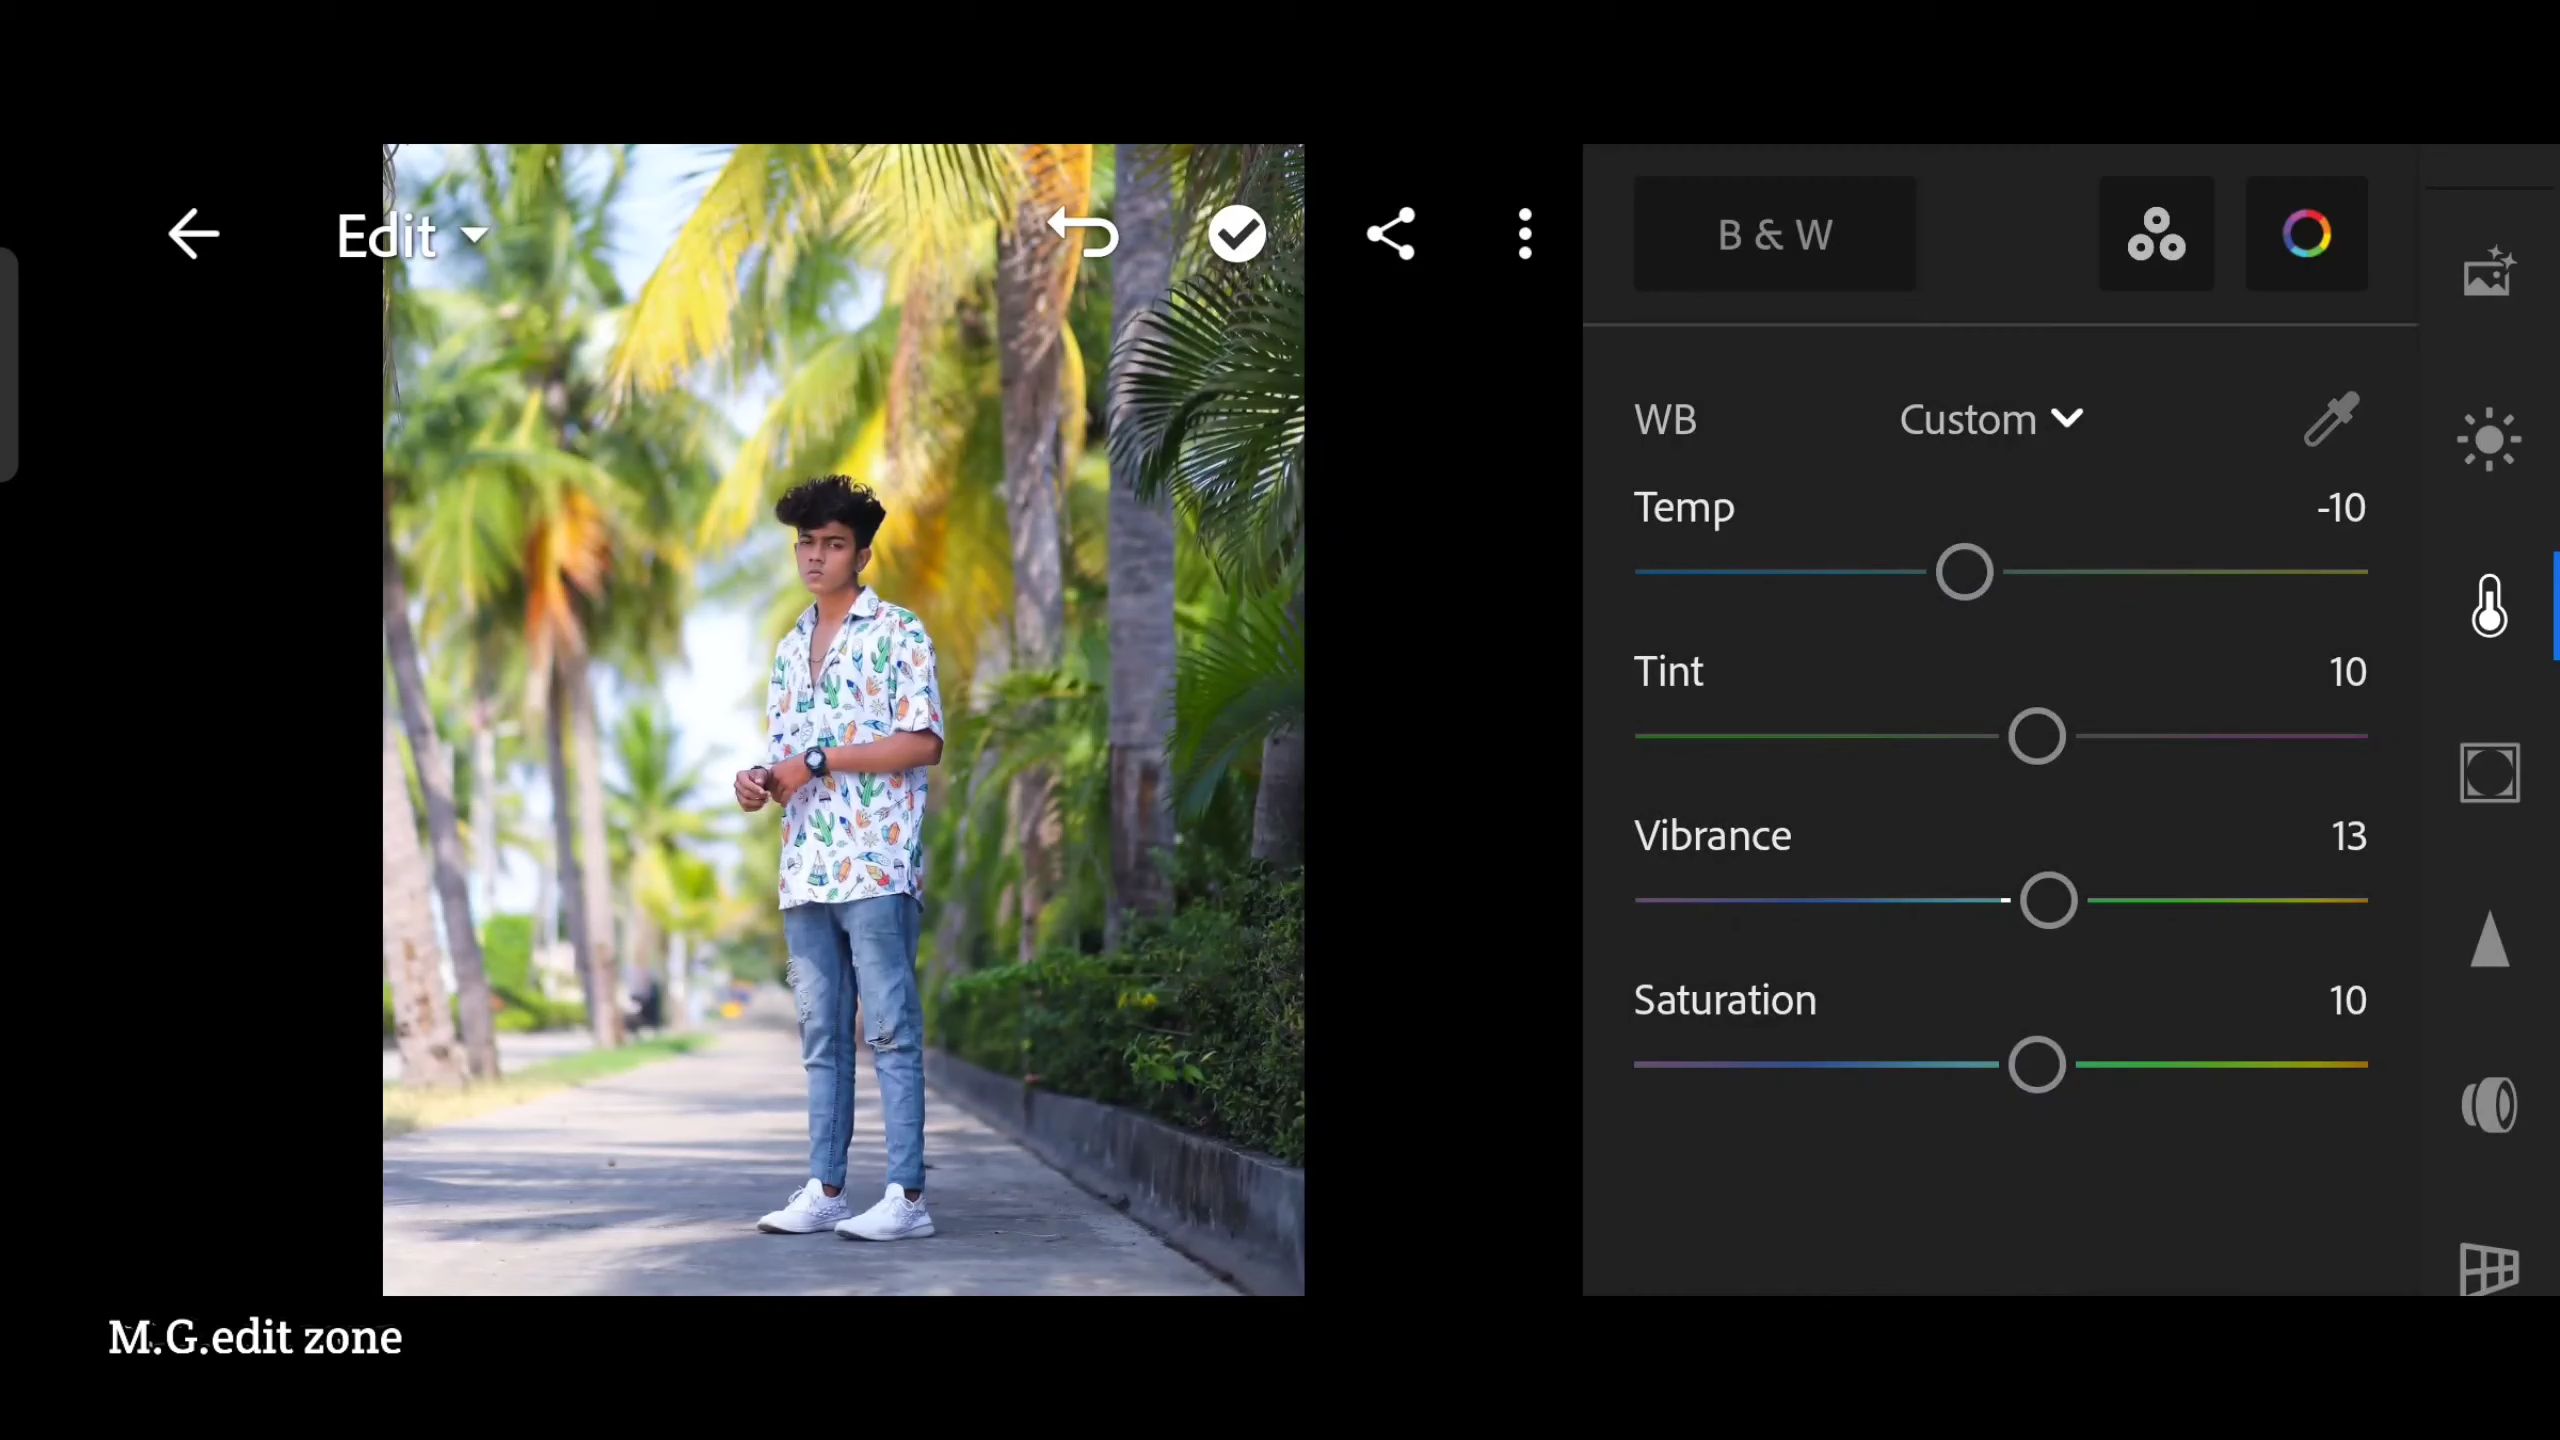 Edit
B & W
WB
Custom
Temp
-10
Tint
10
Vibrance
13
Saturation
10
M.G.edit zone